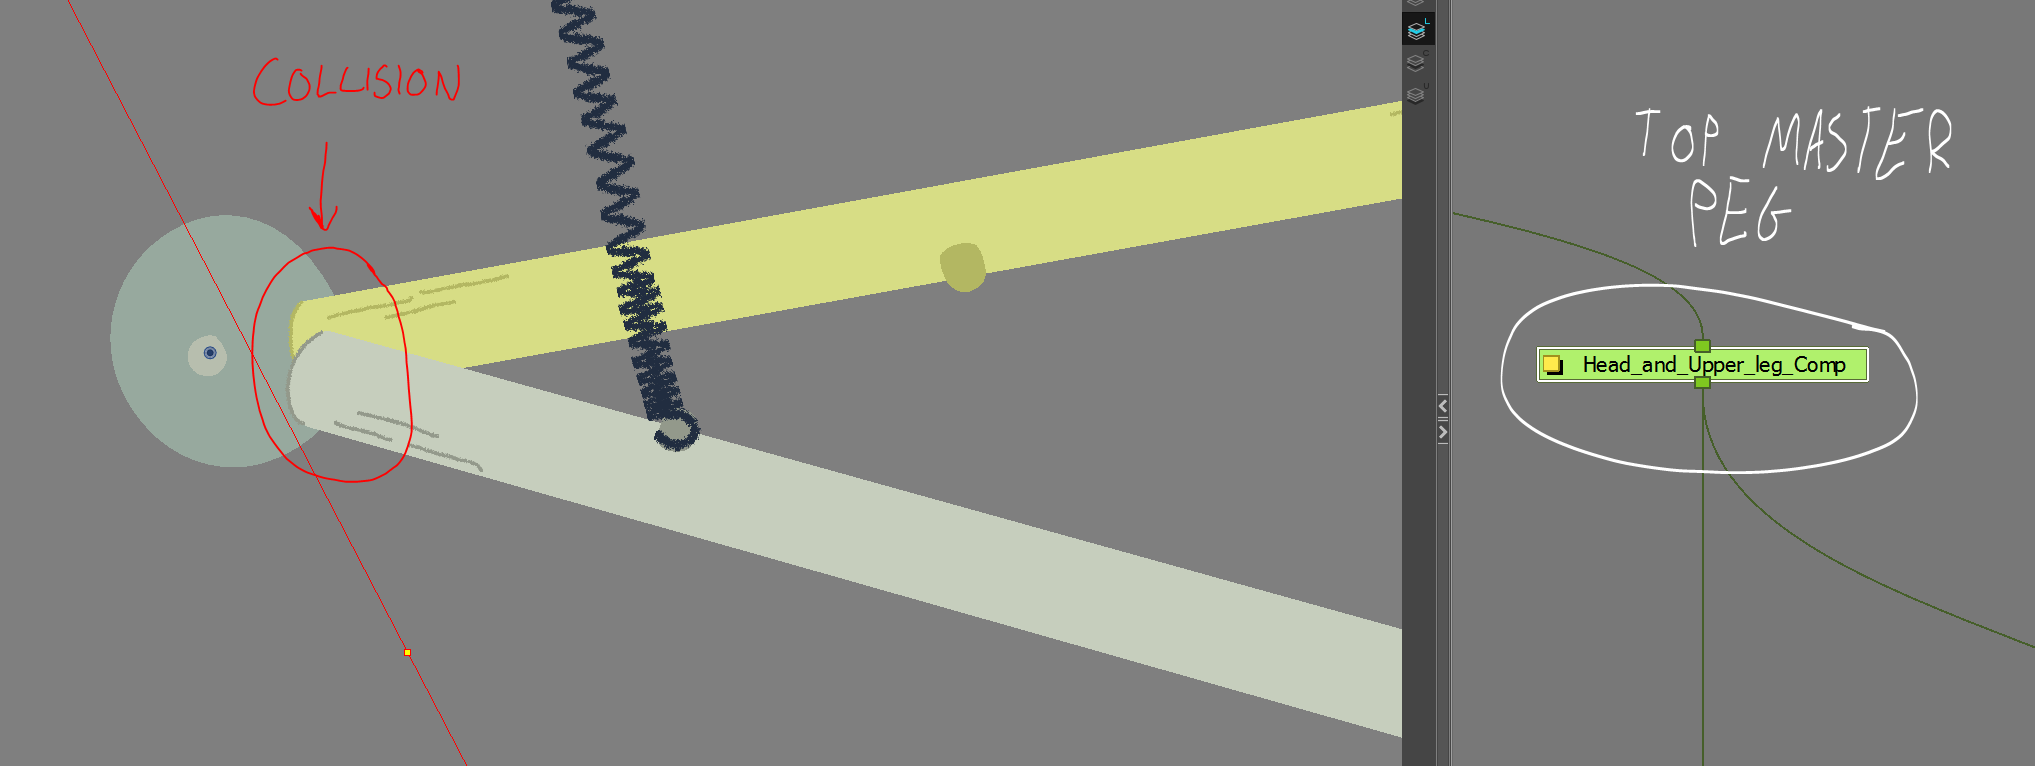 COLLISION
TOP MASTER
PEG
Head_and_Upper_leg_Comp
L
C
U